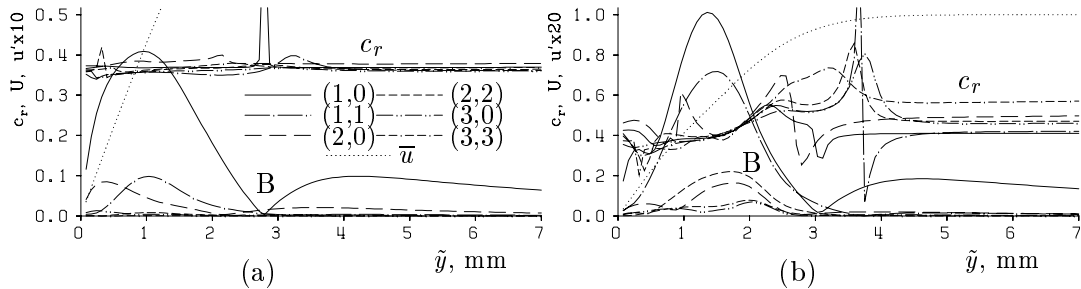 c_r, U, u'x10
0.5
0.4
0.3
0.2
0.1
0.0
c_r
(1,0) (2,2)
(1,1) (3,0)
(2,0) (3,3)
u̅
B
0 1 2 3 4 5 6 7
ỹ, mm
(a)
c_r, U, u'x20
1.0
0.8
0.6
0.4
0.2
0.0
c_r
B
0 1 2 3 4 5 6 7
ỹ, mm
(b)